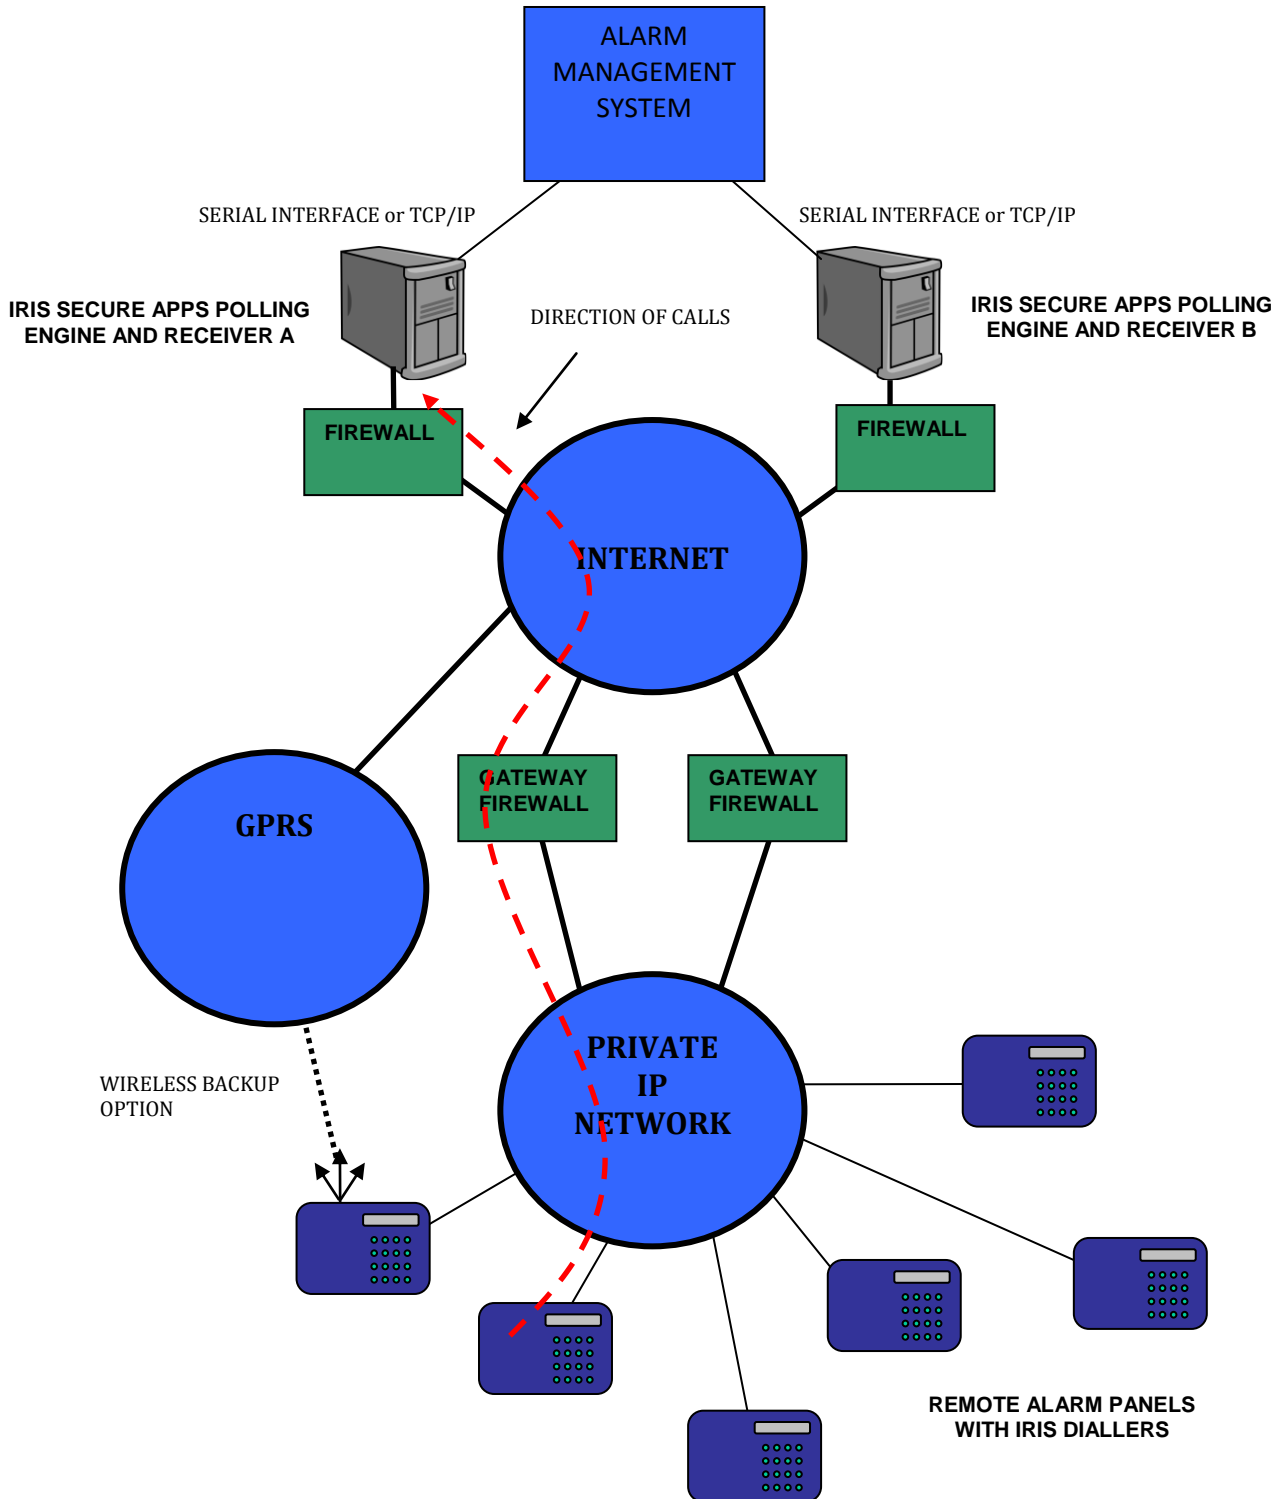 ALARM
MANAGEMENT
SYSTEM
SERIAL INTERFACE or TCP/IP
SERIAL INTERFACE or TCP/IP
IRIS SECURE APPS POLLING
ENGINE AND RECEIVER A
DIRECTION OF CALLS
IRIS SECURE APPS POLLING
ENGINE AND RECEIVER B
FIREWALL
FIREWALL
INTERNET
GATEWAY
FIREWALL
GATEWAY
FIREWALL
GPRS
PRIVATE
IP
NETWORK
WIRELESS BACKUP
OPTION
REMOTE ALARM PANELS
WITH IRIS DIALLERS